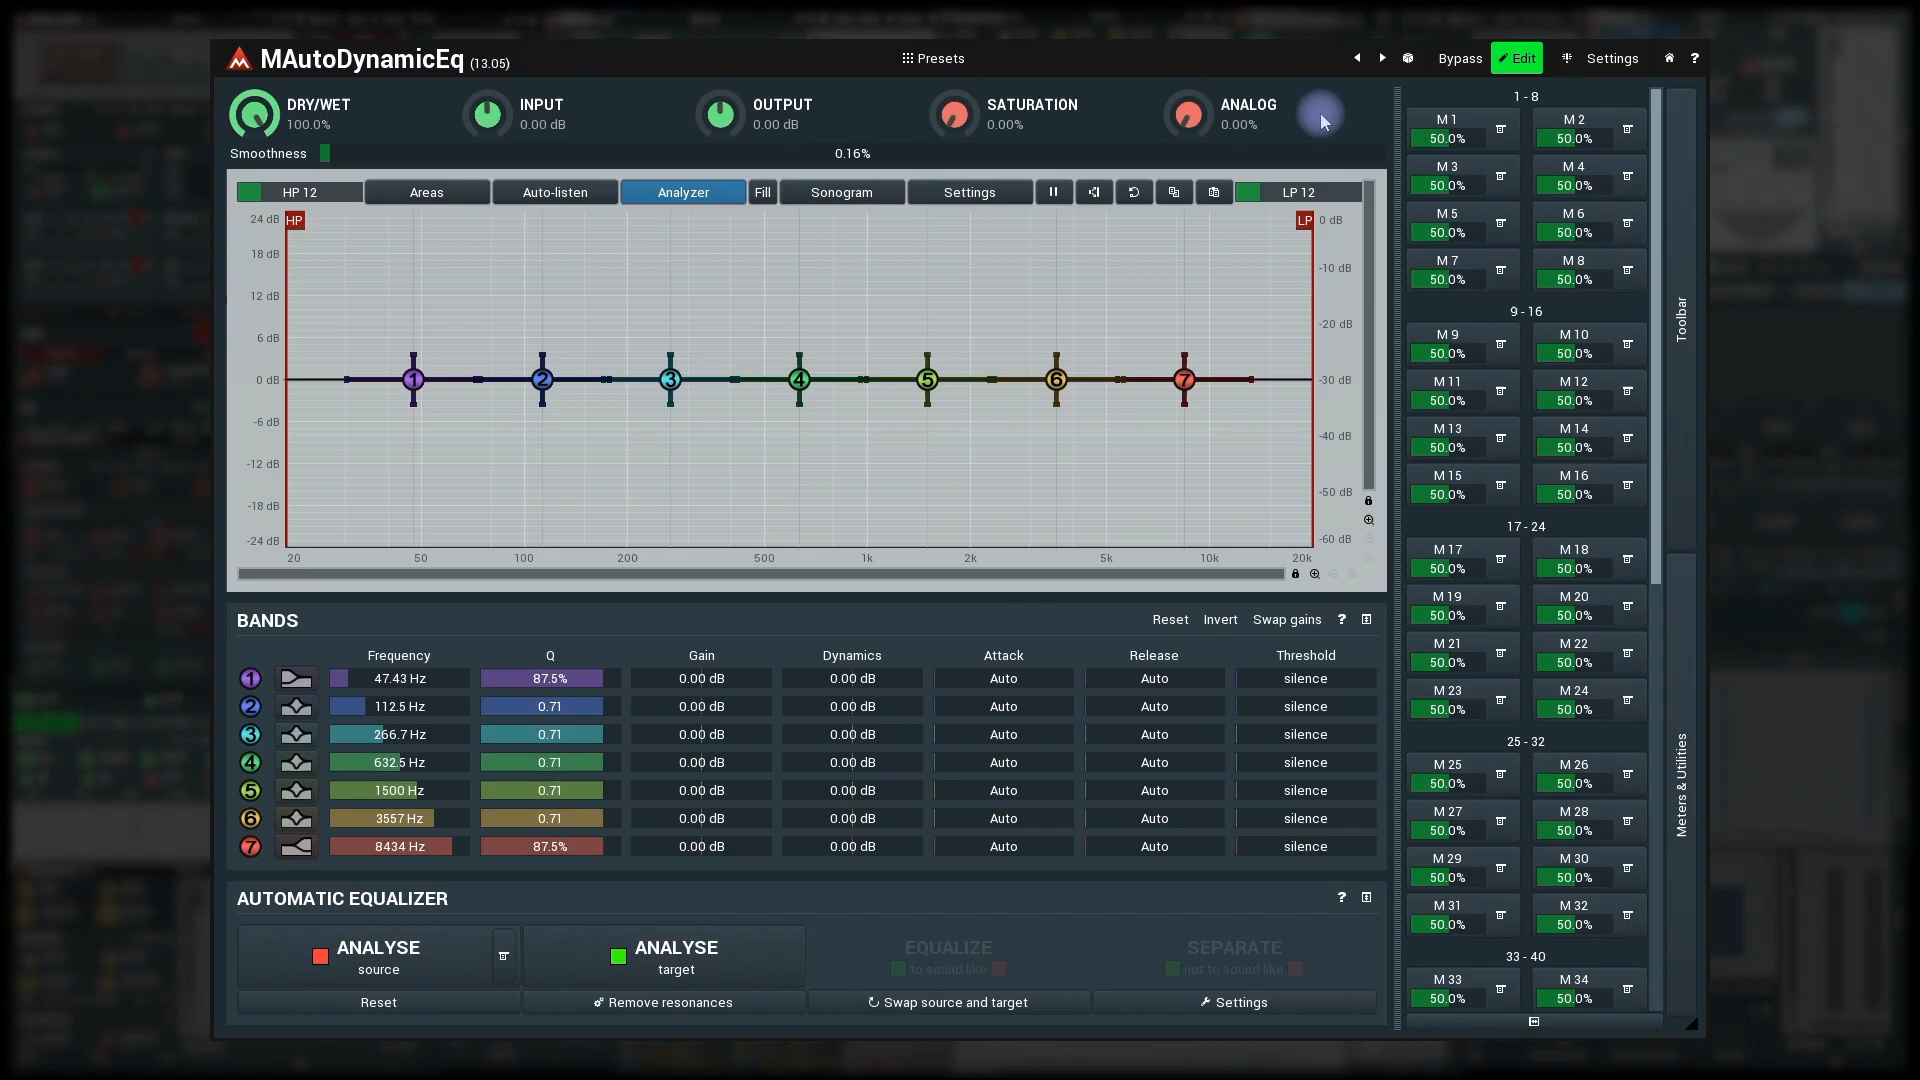 MAutoDynamicEq (13.05)
Presets
Bypass Edit Settings ?
DRY/WET 100.0%
INPUT 0.00 dB
OUTPUT 0.00 dB
SATURATION 0.00%
ANALOG 0.00%
Smoothness 0.16%
HP 12 Areas Auto-listen Analyzer Fill Sonogram Settings LP 12
HP LP
24 dB 0 dB
18 dB -10 dB
12 dB -20 dB
6 dB
0 dB 1 2 3 4 5 6 7 -30 dB
-6 dB -40 dB
-12 dB
-18 dB -50 dB
-24 dB -60 dB
20 50 100 200 500 1k 2k 5k 10k 20k
BANDS Reset Invert Swap gains ?
Frequency Q Gain Dynamics Attack Release Threshold
1 47.43 Hz 87.5% 0.00 dB 0.00 dB Auto Auto silence
2 112.5 Hz 0.71 0.00 dB 0.00 dB Auto Auto silence
3 266.7 Hz 0.71 0.00 dB 0.00 dB Auto Auto silence
4 632.5 Hz 0.71 0.00 dB 0.00 dB Auto Auto silence
5 1500 Hz 0.71 0.00 dB 0.00 dB Auto Auto silence
6 3557 Hz 0.71 0.00 dB 0.00 dB Auto Auto silence
7 8434 Hz 87.5% 0.00 dB 0.00 dB Auto Auto silence
AUTOMATIC EQUALIZER ?
ANALYSE source
ANALYSE target
EQUALIZE to sound like
SEPARATE not to sound like
Reset Remove resonances Swap source and target Settings
1 - 8
M 1 M 2
50.0% 50.0%
M 3 M 4
50.0% 50.0%
M 5 M 6
50.0% 50.0%
M 7 M 8
50.0% 50.0%
9 - 16
M 9 M 10
50.0% 50.0%
M 11 M 12
50.0% 50.0%
M 13 M 14
50.0% 50.0%
M 15 M 16
50.0% 50.0%
17 - 24
M 17 M 18
50.0% 50.0%
M 19 M 20
50.0% 50.0%
M 21 M 22
50.0% 50.0%
M 23 M 24
50.0% 50.0%
25 - 32
M 25 M 26
50.0% 50.0%
M 27 M 28
50.0% 50.0%
M 29 M 30
50.0% 50.0%
M 31 M 32
50.0% 50.0%
33 - 40
M 33 M 34
50.0% 50.0%
Toolbar
Meters & Utilities